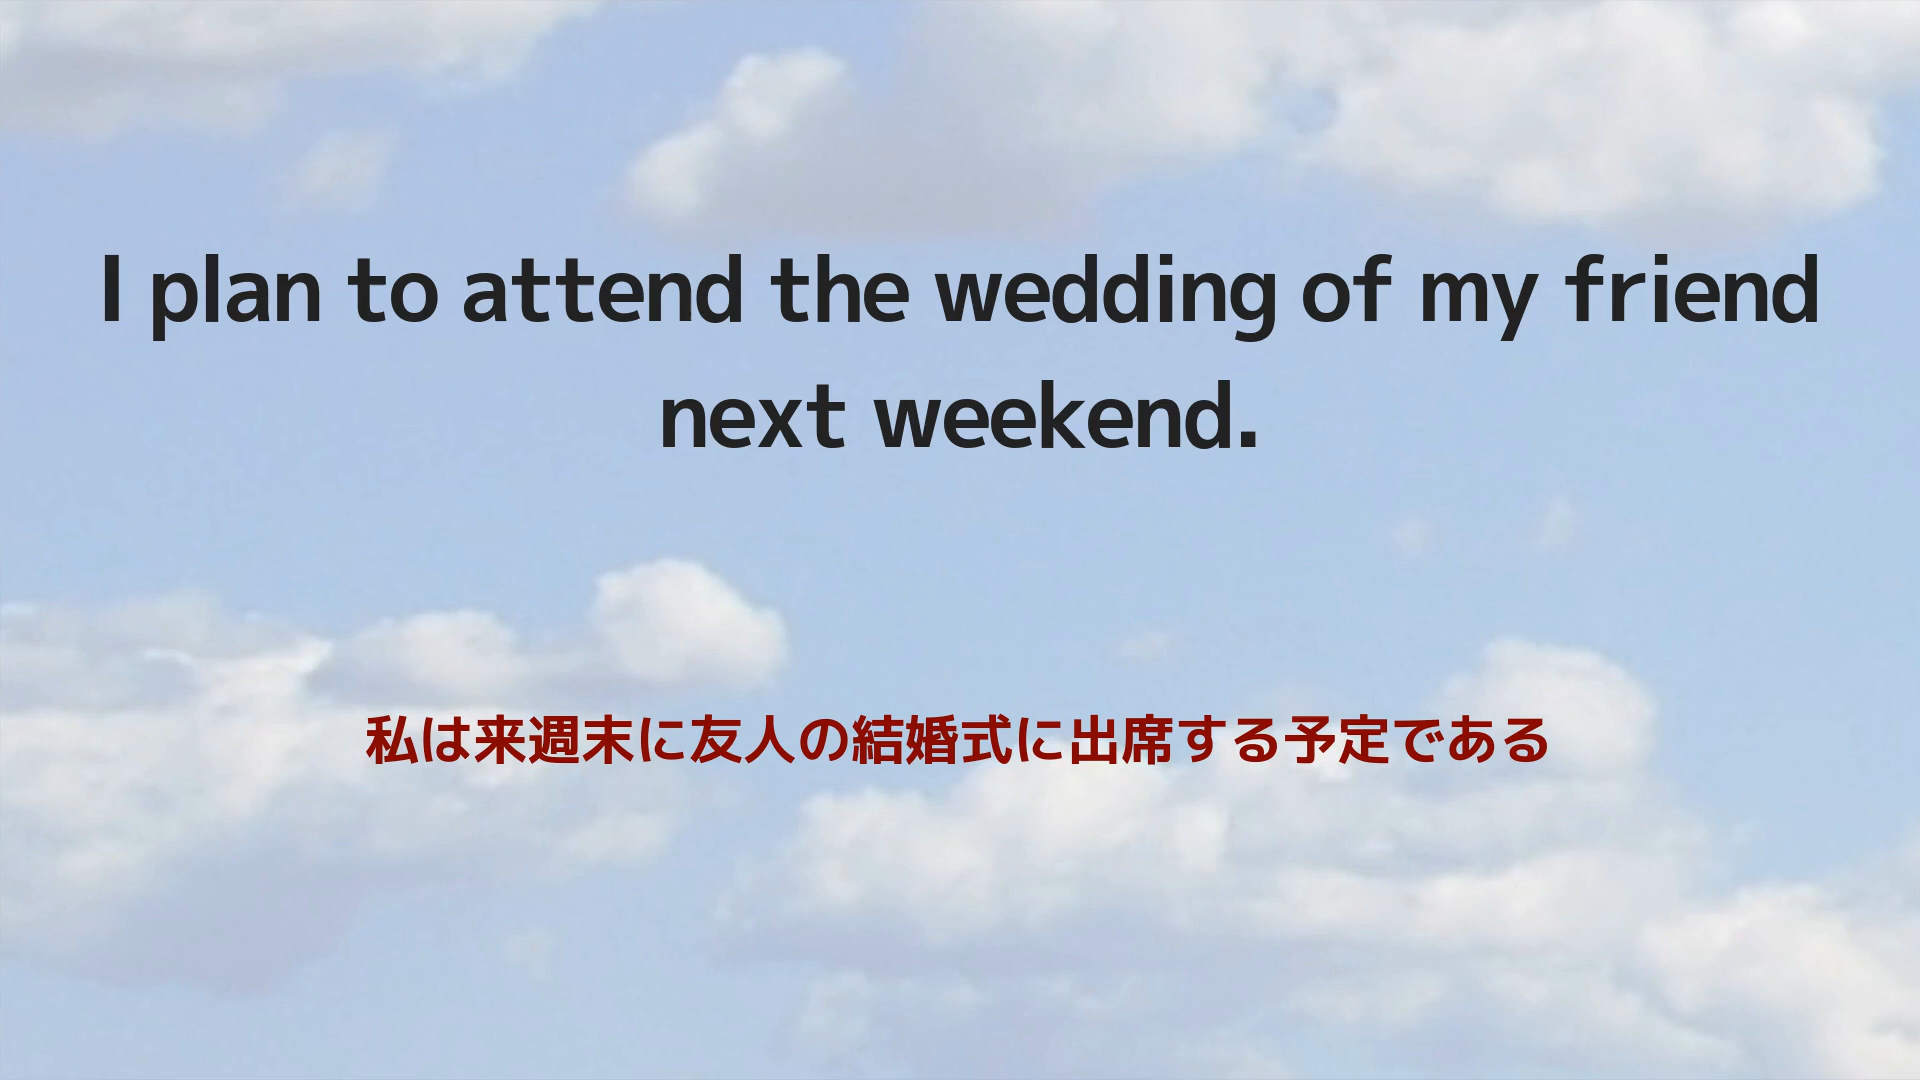 I plan to attend the wedding of my friend
next weekend.
私は来週末に友人の結婚式に出席する予定である